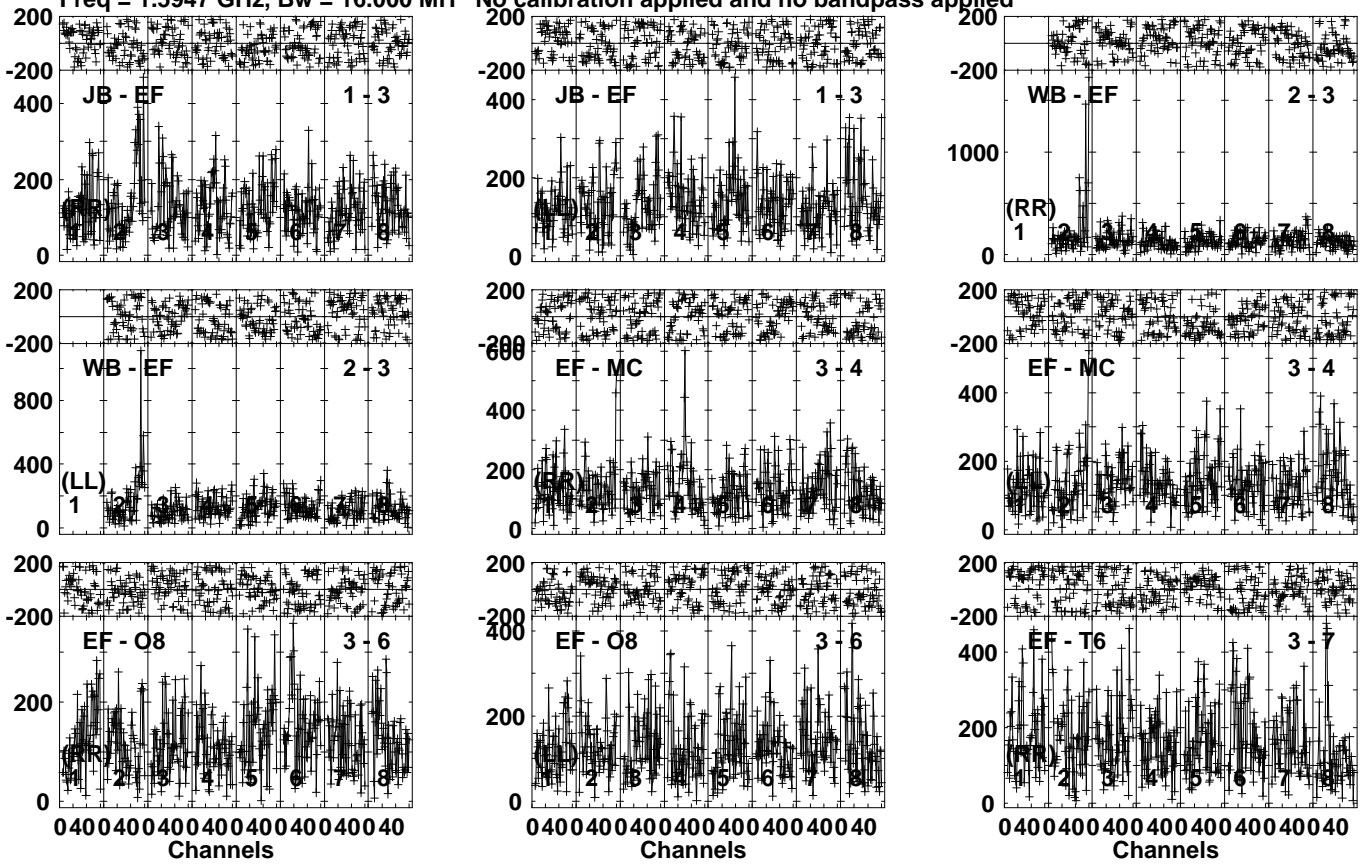 Freq = 1.5947 GHz, Bw = 16.000 MH No calibration applied and no bandpass applied
200 200 200
-200 -200
JB - EF 1 - 3 JB - EF 1 - 3 WB - EF 2 - 3
400 400
1000
200 200
(RR) (LL) (RR)
1 2 3 4 5 6 7 8 1 2 3 4 5 6 7 8 1 2 3 4 5 6 7 8
0 0 0
200 200 200
-200 -200 -200
600
WB - EF 2 - 3 EF - MC 3 - 4 EF - MC 3 - 4
800 400 400
400 200 200
(LL) (RR) (LL)
1 2 3 4 5 6 7 8 1 2 3 4 5 6 7 8 1 2 3 4 5 6 7 8
0 0 0
200 200 200
-200 -200 -200
EF - O8 3 - 6 EF - O8 3 - 6 EF - T6 3 - 7
400 400
200 200 200
(RR) (LL) (RR)
1 2 3 4 5 6 7 8 1 2 3 4 5 6 7 8 1 2 3 4 5 6 7 8
0 0 0
0 40 0 40 0 40 0 40 0 40 0 40 0 40 0 40 0 40 0 40 0 40 0 40 0 40 0 40 0 40 0 40 0 40 0 40 0 40 0 40 0 40 0 40 0 40 0 40
Channels Channels Channels